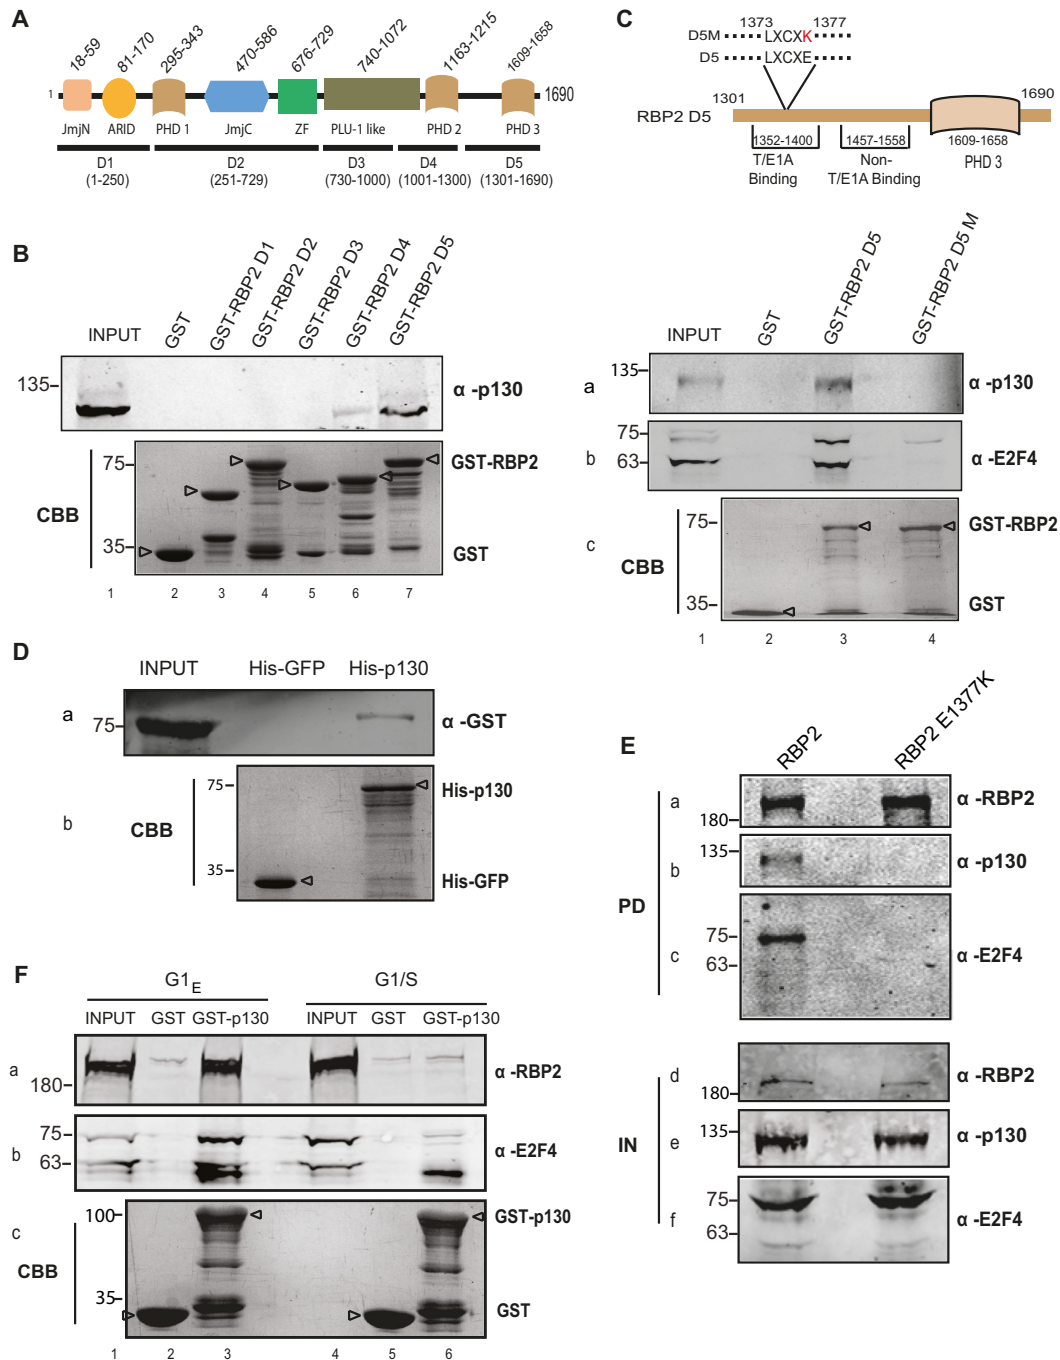 A
18-59
81-170
295-343
470-586
676-729
740-1072
1163-1215
1609-1658
1
1690
JmjN
ARID
PHD 1
JmjC
ZF
PLU-1 like
PHD 2
PHD 3
D1
D2
D3
D4
D5
(1-250)
(251-729)
(730-1000)
(1001-1300)
(1301-1690)
C
1373
1377
D5M
LXCXK
D5
LXCXE
1301
1690
RBP2 D5
1352-1400
1457-1558
1609-1658
T/E1A
Binding
Non-
T/E1A Binding
PHD 3
B
INPUT
GST
GST-RBP2 D1
GST-RBP2 D2
GST-RBP2 D3
GST-RBP2 D4
GST-RBP2 D5
135
α -p130
CBB
75
35
GST-RBP2
GST
1 2 3 4 5 6 7
INPUT
GST
GST-RBP2 D5
GST-RBP2 D5 M
a
135
α -p130
b
75
63
α -E2F4
c
CBB
75
35
GST-RBP2
GST
1 2 3 4
D
INPUT His-GFP His-p130
a
75
α -GST
b
CBB
75
35
His-p130
His-GFP
E
RBP2
RBP2 E1377K
PD
a
180
α -RBP2
b
135
α -p130
c
75
63
α -E2F4
IN
d
180
α -RBP2
e
135
α -p130
f
75
63
α -E2F4
F
G1E
G1/S
INPUT GST GST-p130 INPUT GST GST-p130
a
180
α -RBP2
b
75
63
α -E2F4
c
CBB
100
35
GST-p130
GST
1 2 3 4 5 6